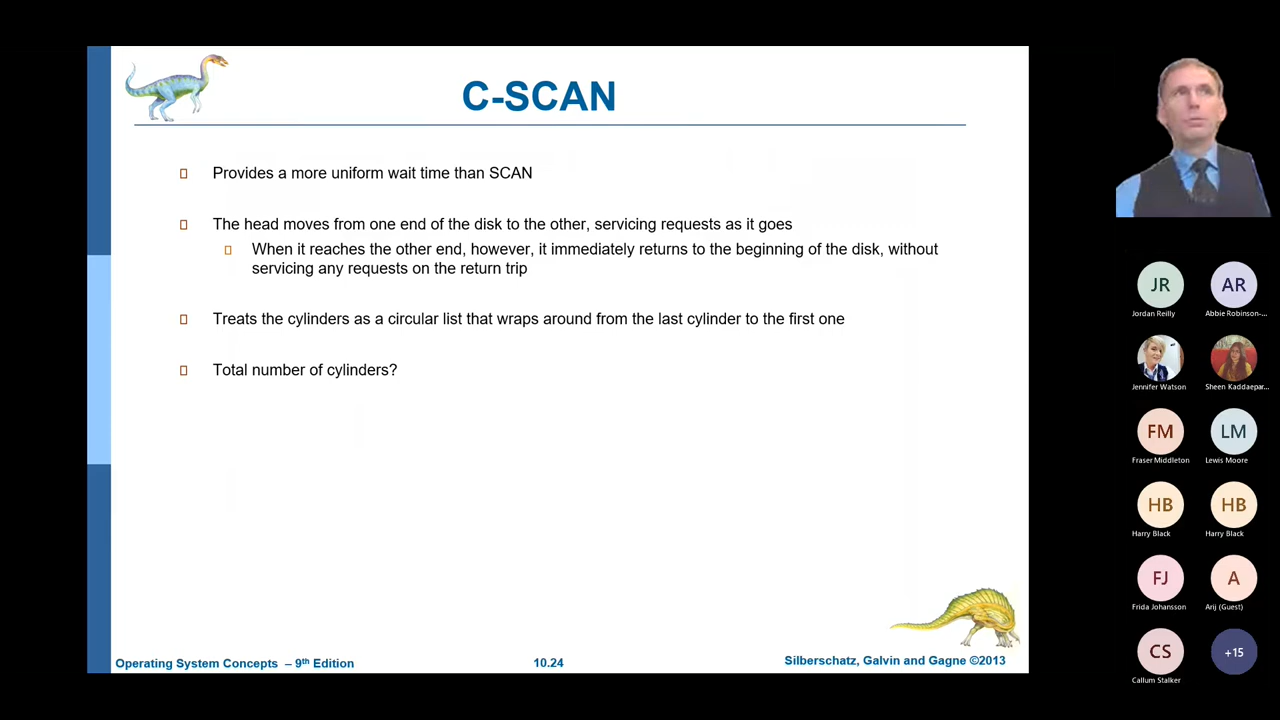 C-SCAN
Provides a more uniform wait time than SCAN
The head moves from one end of the disk to the other, servicing requests as it goes
When it reaches the other end, however, it immediately returns to the beginning of the disk, without
servicing any requests on the return trip
Treats the cylinders as a circular list that wraps around from the last cylinder to the first one
Total number of cylinders?
Operating System Concepts – 9th Edition
10.24
Silberschatz, Galvin and Gagne ©2013
JR
AR
Jordan Reilly
Abbie Robinson-...
Jennifer Watson
Sheen Kaddaepar...
FM
LM
Fraser Middleton
Lewis Moore
HB
HB
Harry Black
Harry Black
FJ
A
Frida Johansson
Arij (Guest)
CS
+15
Callum Stalker